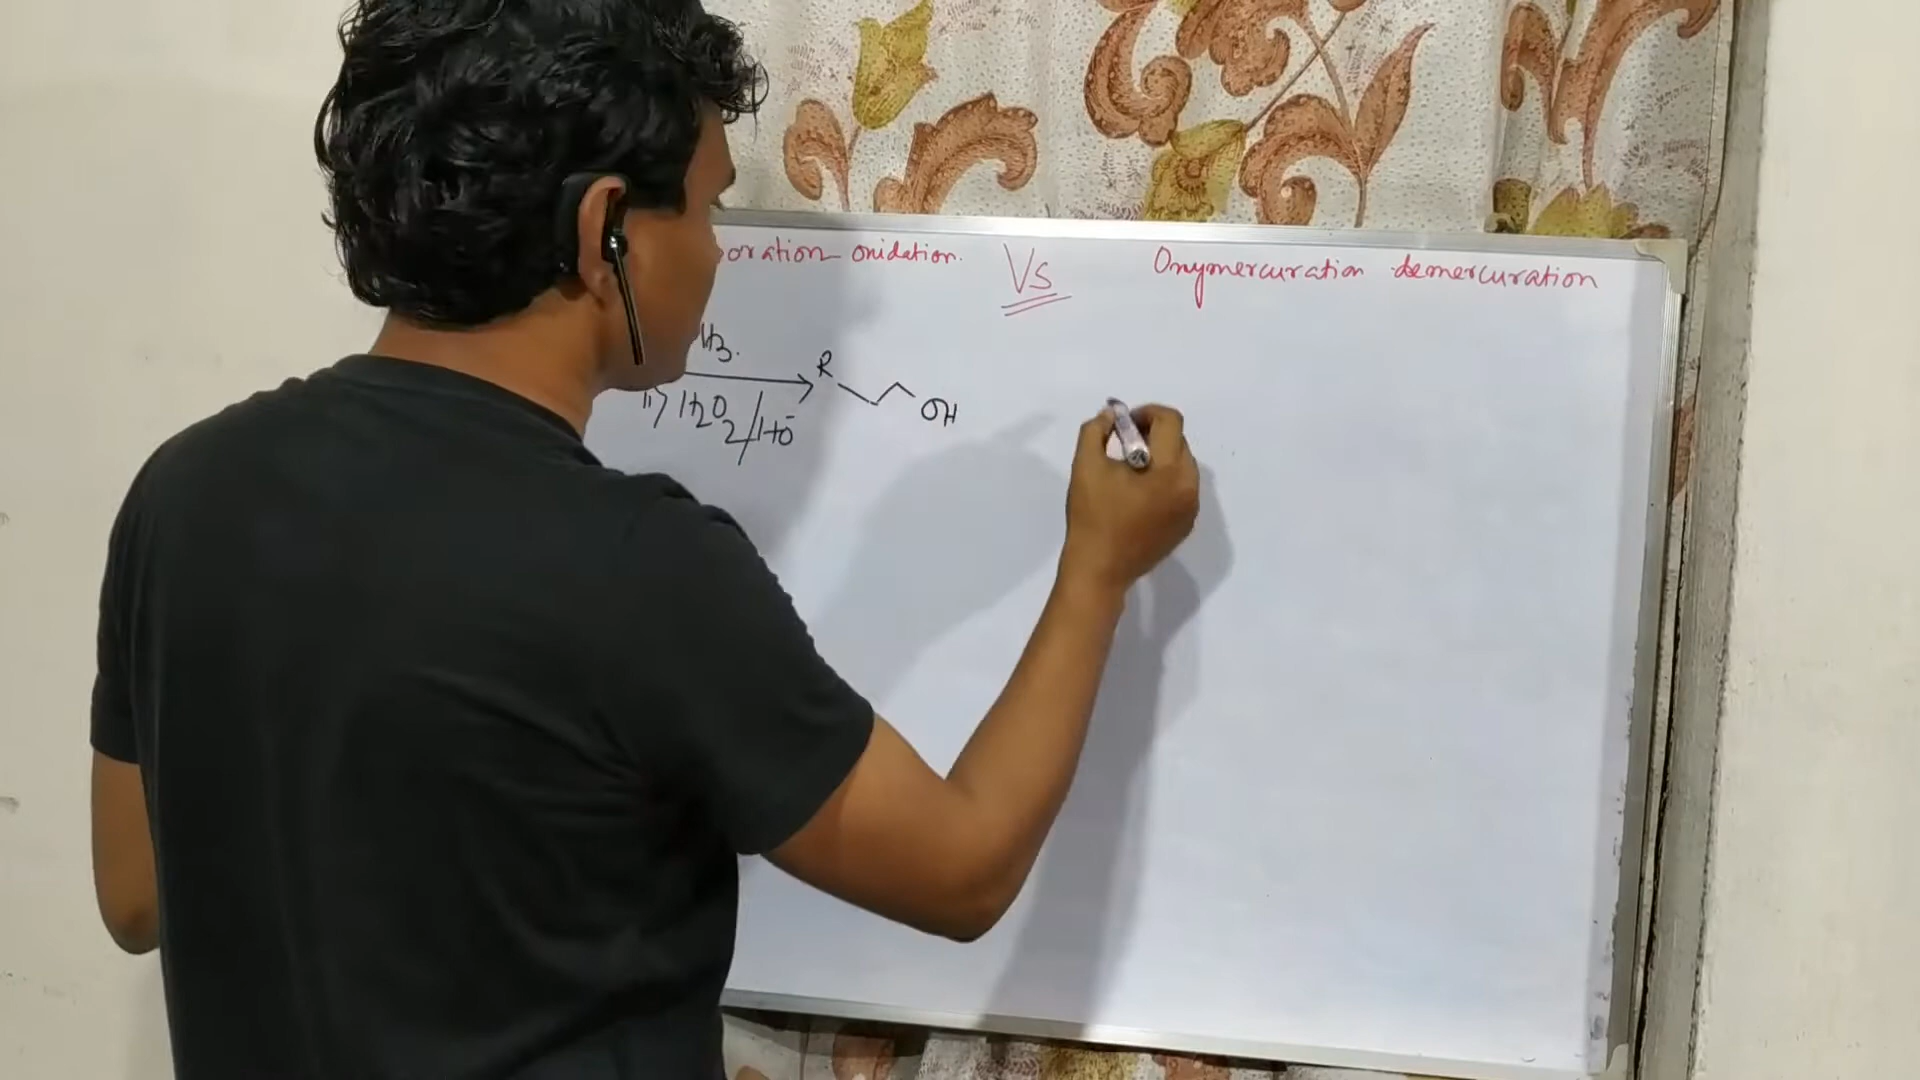 oration oxidation. Vs Oxymercuration demercuration
H3.
R
OH
ii) H2O2/HO-